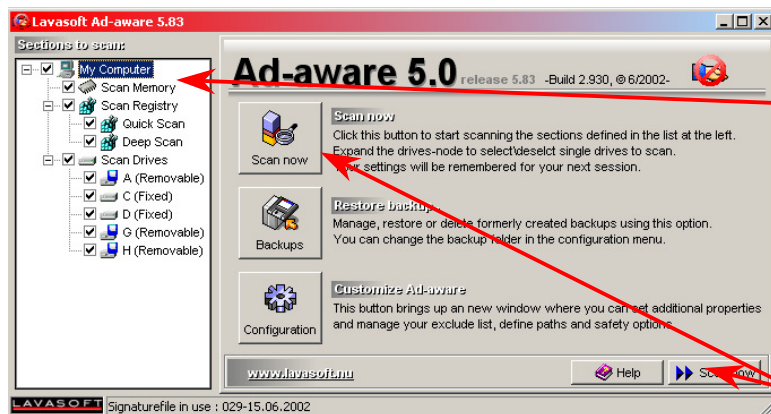 Lavasoft Ad-aware 5.83
Sections to scan:
My Computer
Scan Memory
Scan Registry
Quick Scan
Deep Scan
Scan Drives
A (Removable)
C (Fixed)
D (Fixed)
G (Removable)
H (Removable)
Ad-aware 5.0 release 5.83 -Build 2.930, © 6/2002-
Scan now
Scan now
Click this button to start scanning the sections defined in the list at the left.
Expand the drives-node to select\deselct single drives to scan.
Your settings will be remembered for your next session.
Backups
Restore backup
Manage, restore or delete formerly created backups using this option.
You can change the backup folder in the configuration menu.
Configuration
Customize Ad-aware
This button brings up an new window where you can set additional properties
and manage your exclude list, define paths and safety options
www.lavasoft.nu
Help
Scan now
LAVASOFT Signaturefile in use : 029-15.06.2002